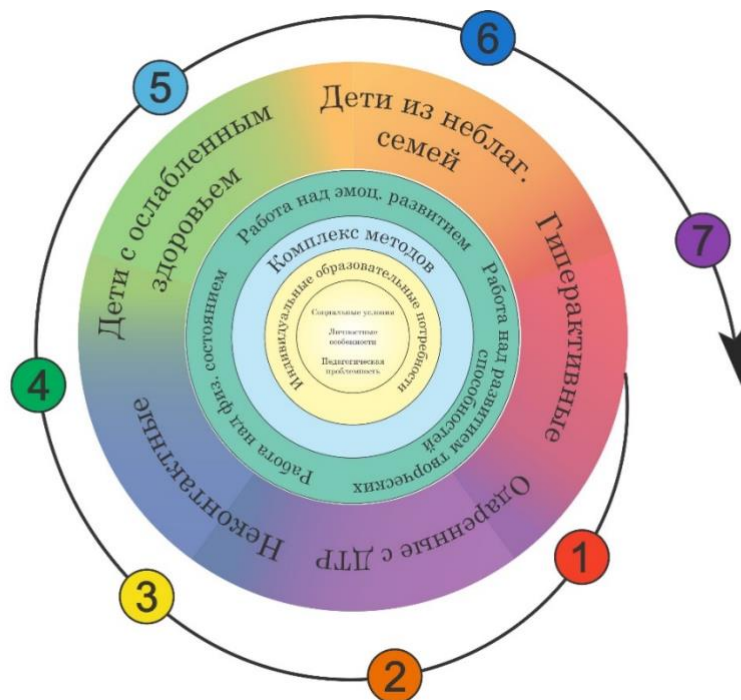 6
5
7
4
3
2
1
Дети из неблаг.
семей
Гиперактивные
Одаренные с ДТР
Неконтактные
Дети с ослабленным
здоровьем
Работа над эмоц. развитием
Работа над развитием творческих
способностей
Работа над физ. состоянием
Комплекс методов
Индивидуальные образовательные потребности
Социальные условия
Личностные
особенности
Педагогическая
проблемность